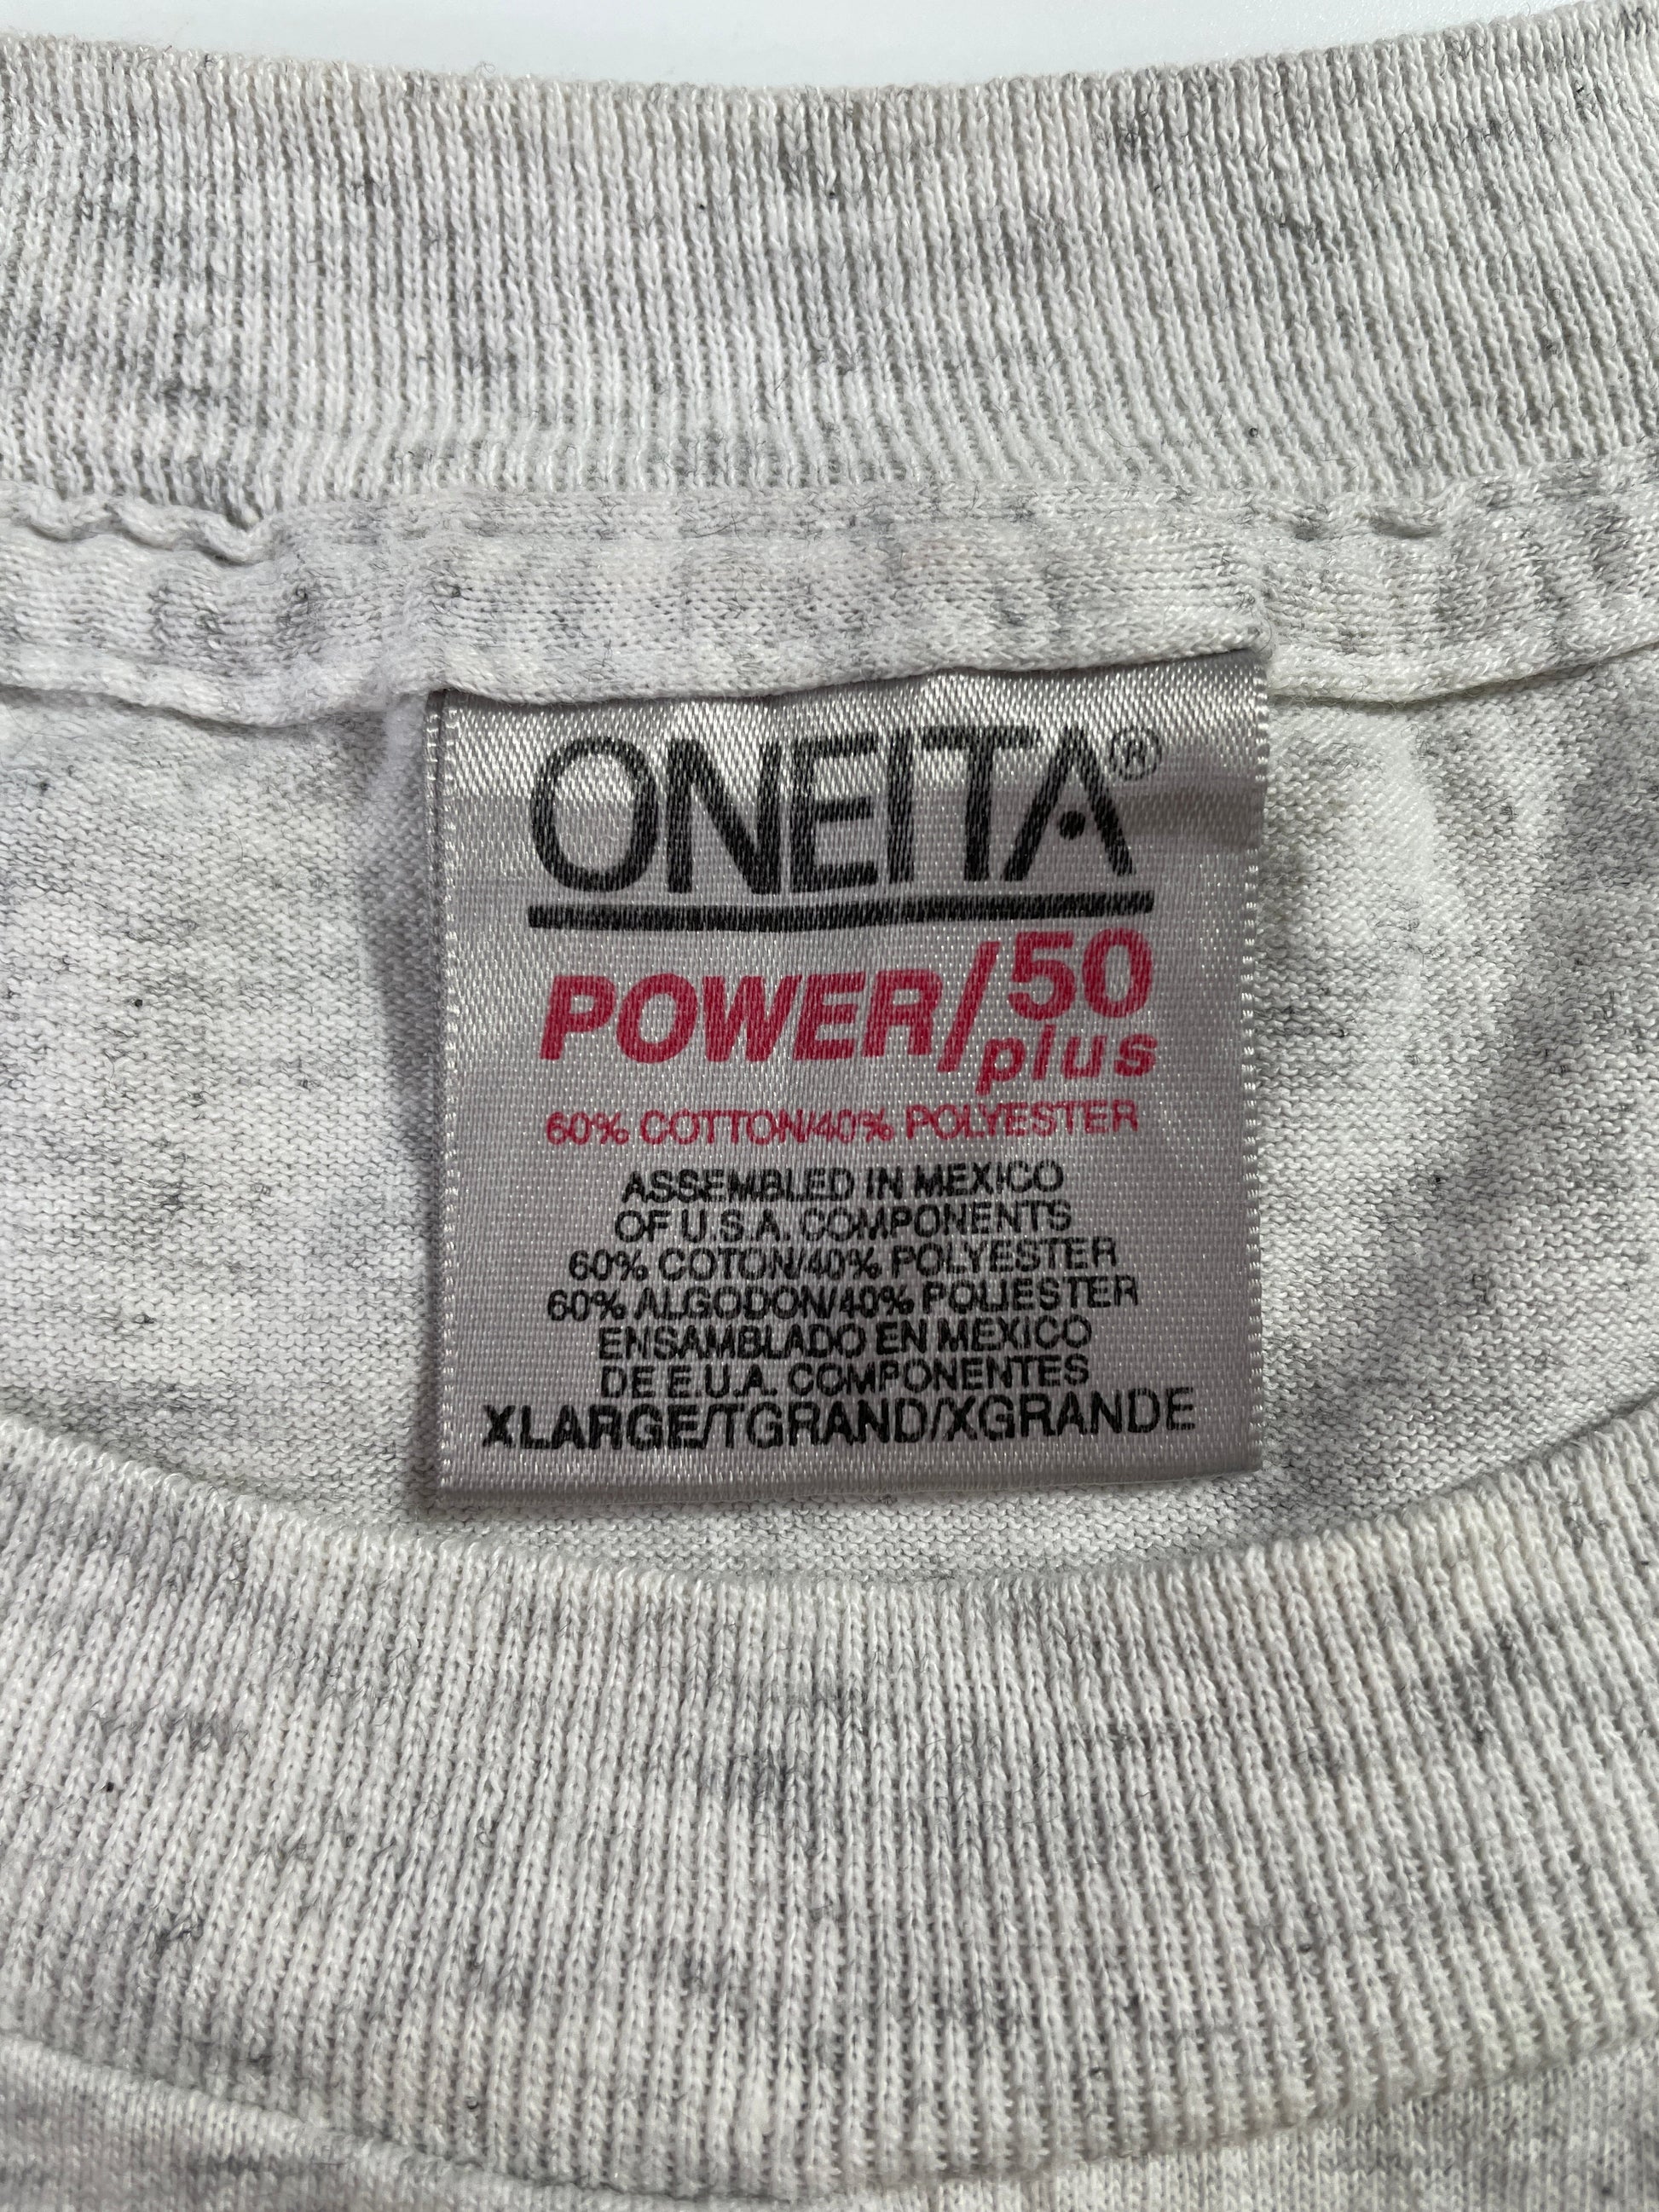 ONEITA®
POWER/50
plus
60% COTTON/40% POLYESTER
ASSEMBLED IN MEXICO
OF U.S.A. COMPONENTS
60% COTON/40% POLYESTER
60% ALGODON/40% POLIESTER
ENSAMBLADO EN MEXICO
DE E.U.A. COMPONENTES
XLARGE/TGRAND/XGRANDE